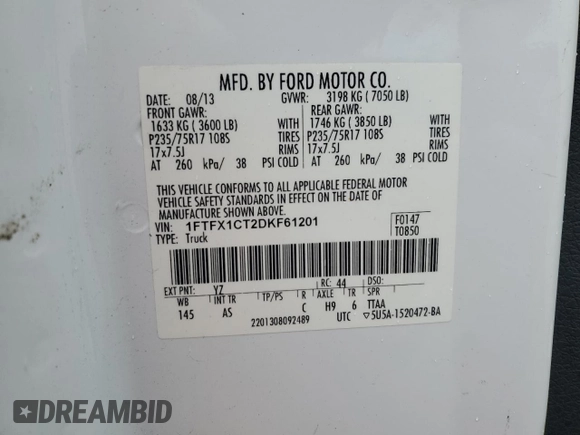 MFD. BY FORD MOTOR CO.
DATE: 08/13 GVWR: 3198 KG ( 7050 LB)
FRONT GAWR: REAR GAWR:
1633 KG ( 3600 LB) WITH 1746 KG ( 3850 LB) WITH
P235/75R17 108S TIRES P235/75R17 108S TIRES
17x7.5J RIMS 17x7.5J RIMS
AT 260 kPa/ 38 PSI COLD AT 260 kPa/ 38 PSI COLD
THIS VEHICLE CONFORMS TO ALL APPLICABLE FEDERAL MOTOR
VEHICLE SAFETY STANDARDS IN EFFECT ON THE DATE OF
MANUFACTURE SHOWN ABOVE.
VIN: 1FTFX1CT2DKF61201 F0147
TYPE: Truck T0850
EXT PNT: YZ RC: 44 DSO:
WB INT TR TP/PS R AXLE TR SPR
145 AS C H9 6 TTAA
2201308092489 UTC ▽5U5A-1520472-BA
DREAMBID